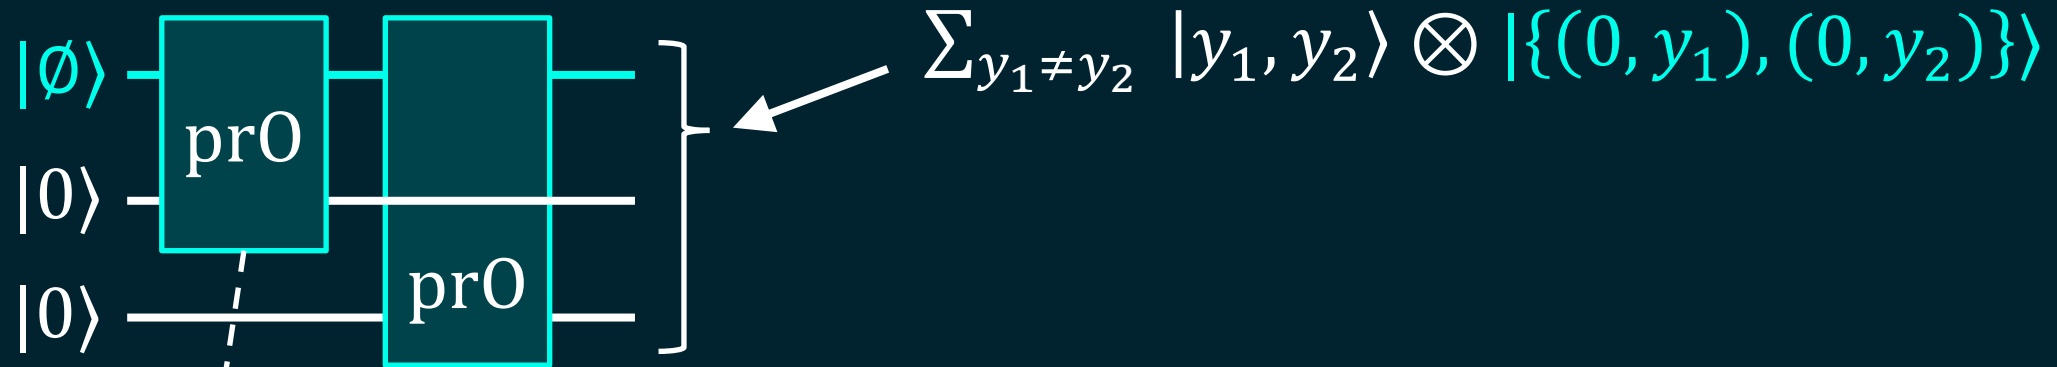 |∅⟩
prO
|0⟩
|0⟩
prO
∑_{y₁≠y₂} |y₁, y₂⟩ ⊗ |{(0, y₁), (0, y₂)}⟩